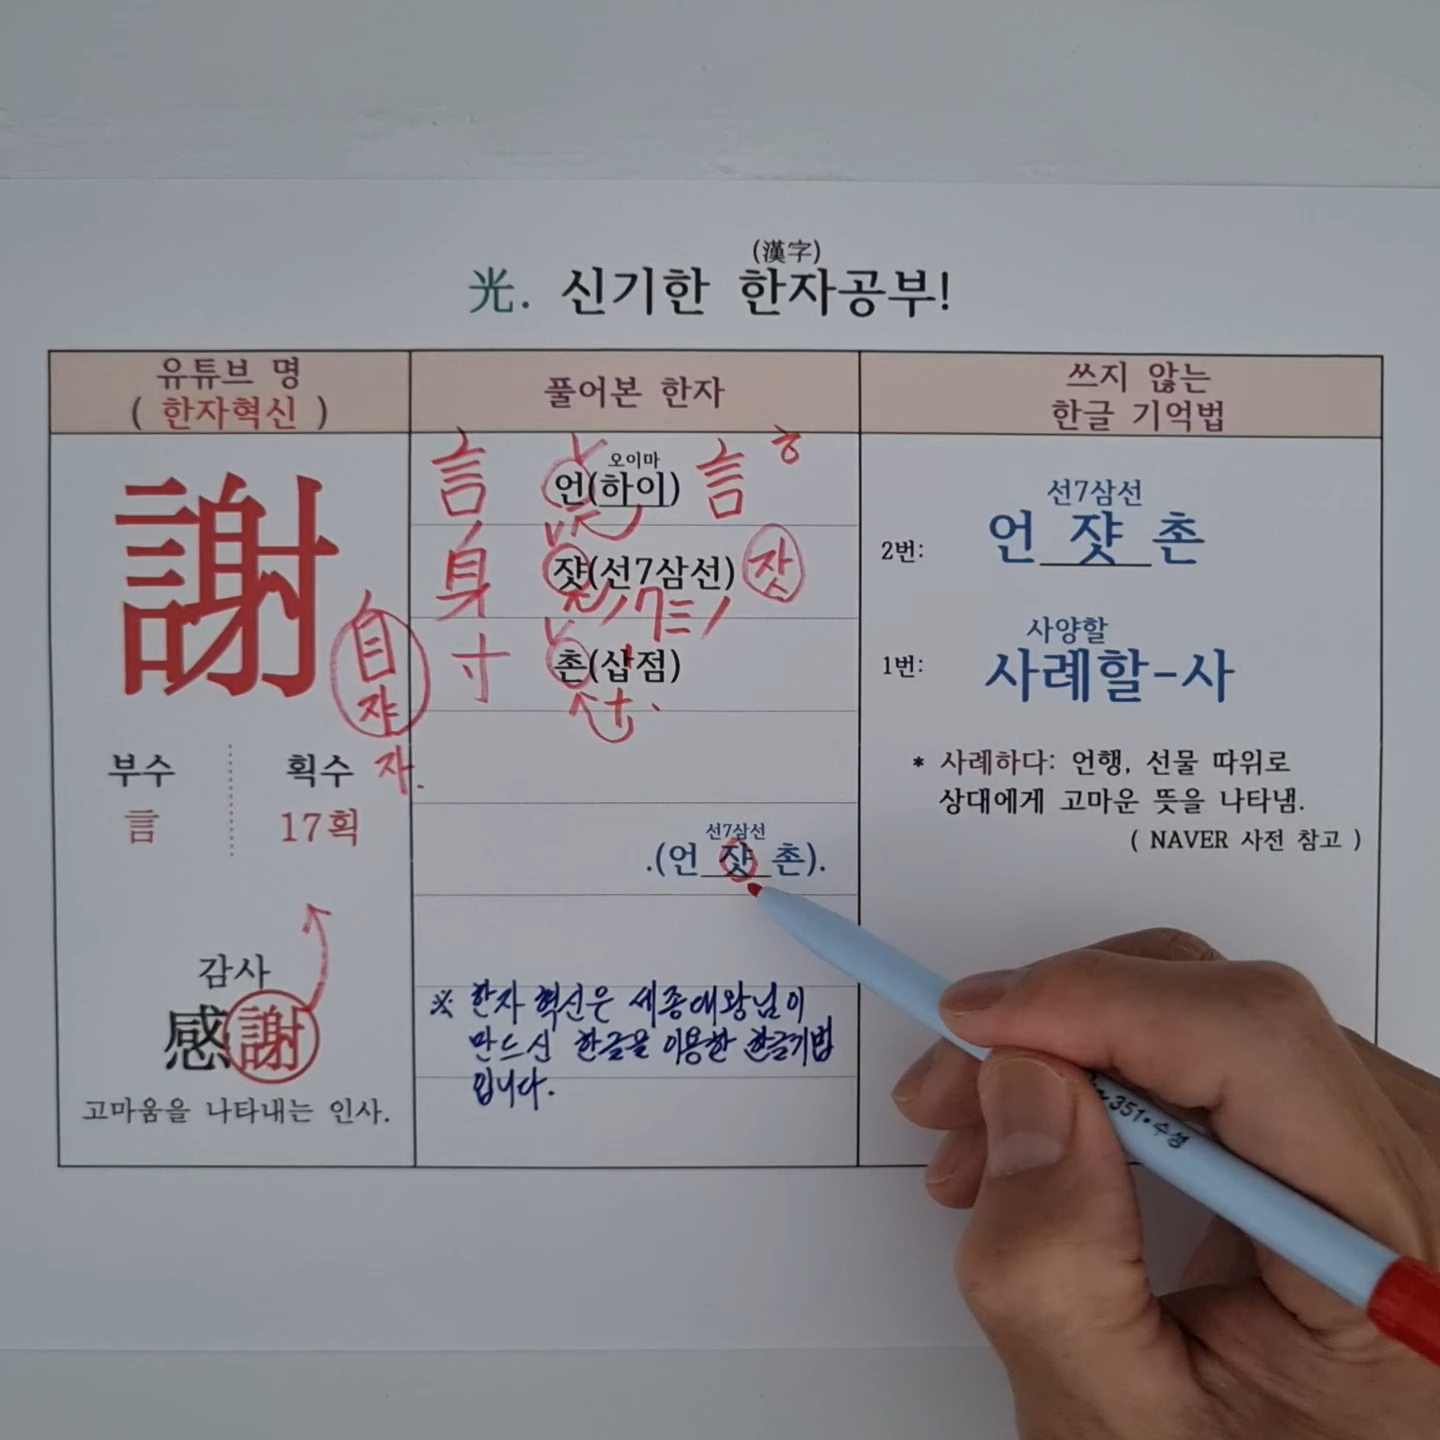 (漢字)
光. 신기한 한자공부!
유튜브 명
( 한자혁신 )
풀어본 한자
쓰지 않는
한글 기억법
謝
自
쟈
자.
부수
획수
言
17획
감사
感謝
고마움을 나타내는 인사.
오이마
言 언(하이) 言 ㅎ
身 쟛(선7삼선) 잣
7三
寸 촌(삽점)
선7삼선
.(언 쟛 촌).
※ 한자 혁신은 세종대왕님이
만드신 한글을 이용한 한글기법
입니다.
선7삼선
2번: 언 쟛 촌
사양할
1번: 사례할-사
* 사례하다: 언행, 선물 따위로
상대에게 고마운 뜻을 나타냄.
( NAVER 사전 참고 )
351 수성